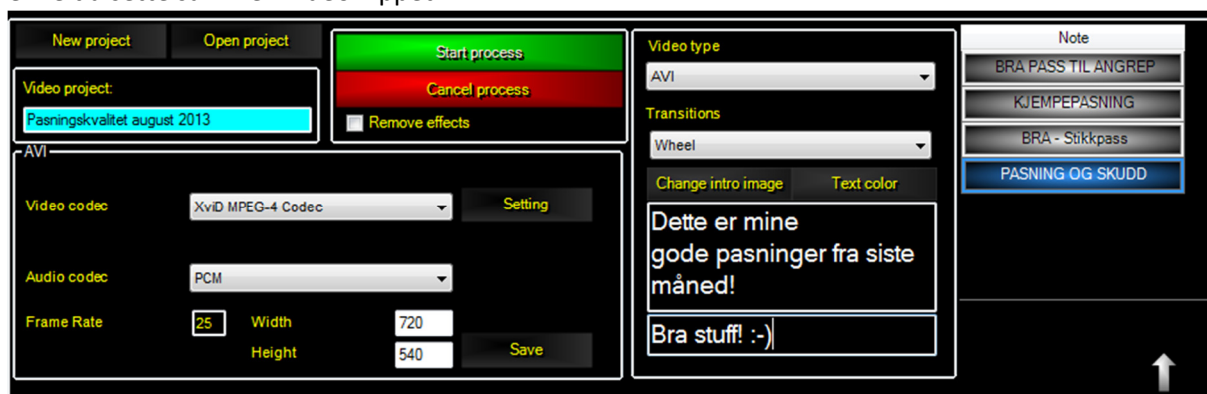 New project
Open project
Video project:
Pasningskvalitet august 2013
Start process
Cancel process
Remove effects
AVI
Video codec
XviD MPEG-4 Codec
Setting
Audio codec
PCM
Frame Rate
25
Width
720
Height
540
Save
Video type
AVI
Transitions
Wheel
Change intro image
Text color
Dette er mine
gode pasninger fra siste
måned!
Bra stuff! :-)
Note
BRA PASS TIL ANGREP
KJEMPEPASNING
BRA - Stikkpass
PASNING OG SKUDD